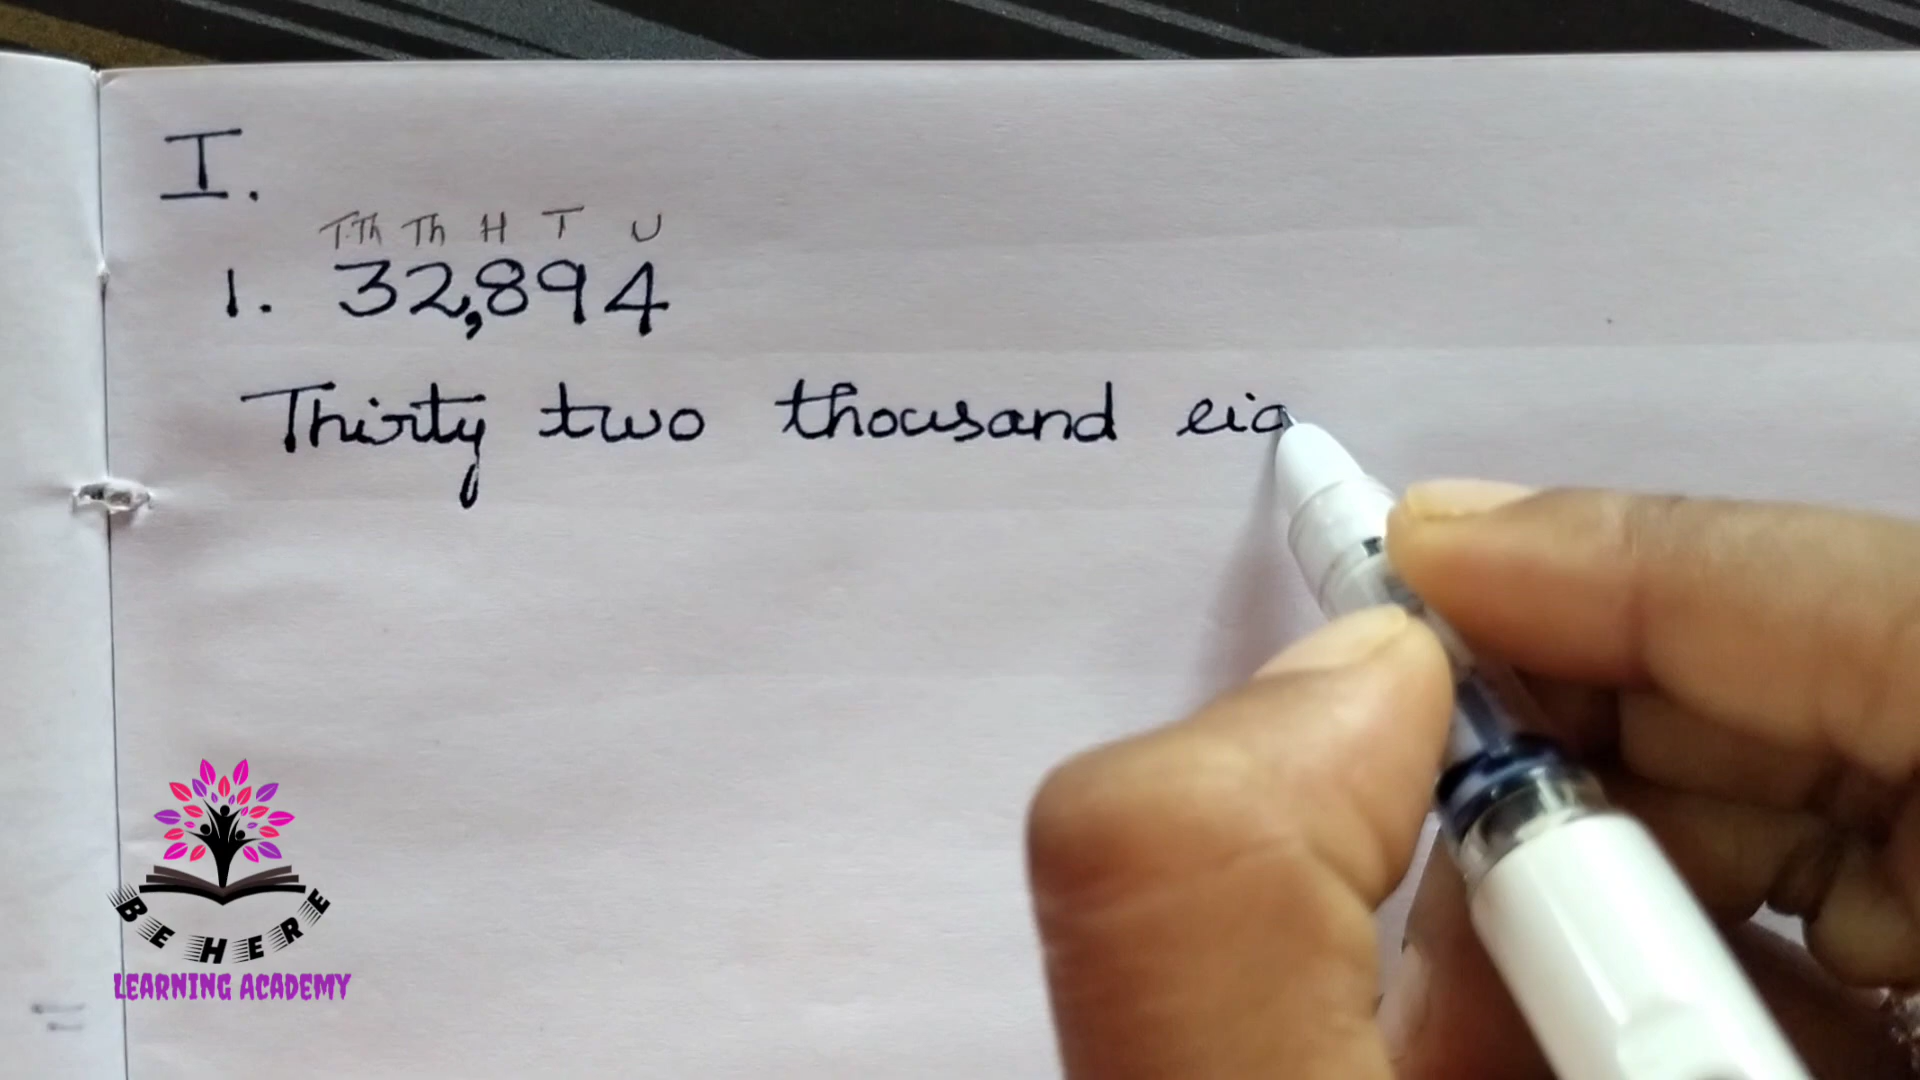 I.
T.Th Th H T U
1. 32,894
Thirty two thousand eig
BE HERE
LEARNING ACADEMY